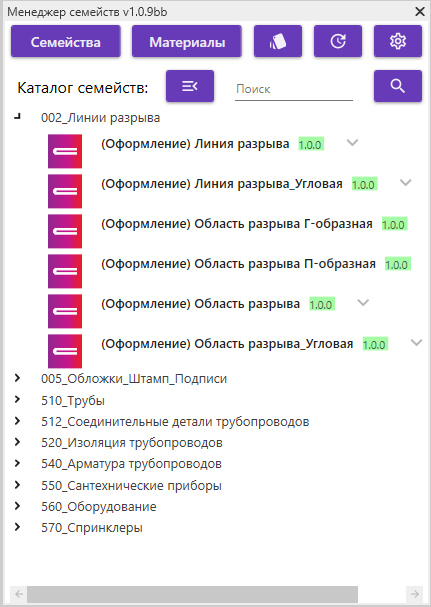 Менеджер семейств v1.0.9bb
Семейства Материалы
Каталог семейств: Поиск
002_Линии разрыва
(Оформление) Линия разрыва 1.0.0
(Оформление) Линия разрыва_Угловая 1.0.0
(Оформление) Область разрыва Г-образная 1.0.0
(Оформление) Область разрыва П-образная 1.0.0
(Оформление) Область разрыва 1.0.0
(Оформление) Область разрыва_Угловая 1.0.0
005_Обложки_Штамп_Подписи
510_Трубы
512_Соединительные детали трубопроводов
520_Изоляция трубопроводов
540_Арматура трубопроводов
550_Сантехнические приборы
560_Оборудование
570_Спринклеры